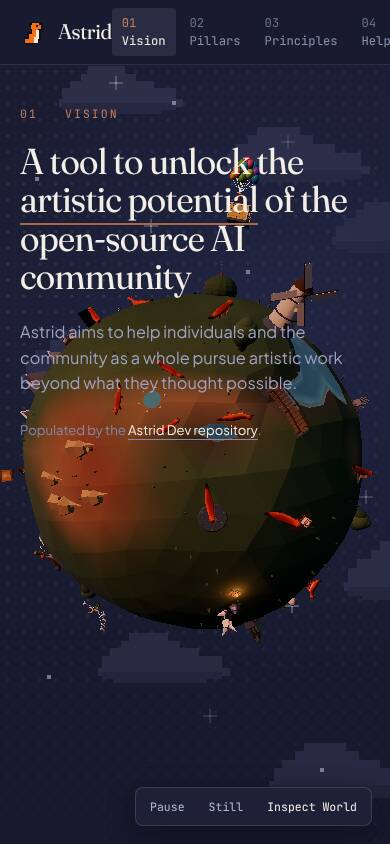 Astrid
01
Vision
02
Pillars
03
Principles
04
01 VISION
A tool to unlock the
artistic potential of the
open-source AI
community
Astrid aims to help individuals and the
community as a whole pursue artistic work
beyond what they thought possible.
Populated by the Astrid Dev repository.
Pause Still Inspect World